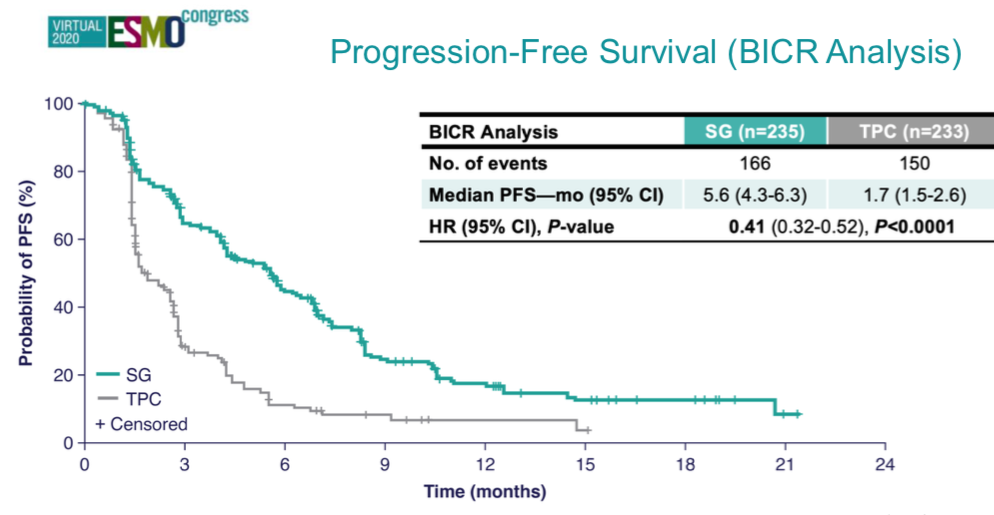 VIRTUAL
2020
ESMO
congress
Progression-Free Survival (BICR Analysis)
BICR Analysis SG (n=235) TPC (n=233)
No. of events 166 150
Median PFS—mo (95% CI) 5.6 (4.3-6.3) 1.7 (1.5-2.6)
HR (95% CI), P-value 0.41 (0.32-0.52), P<0.0001
Probability of PFS (%)
100
80
60
40
20
0
SG
TPC
+ Censored
0 3 6 9 12 15 18 21 24
Time (months)